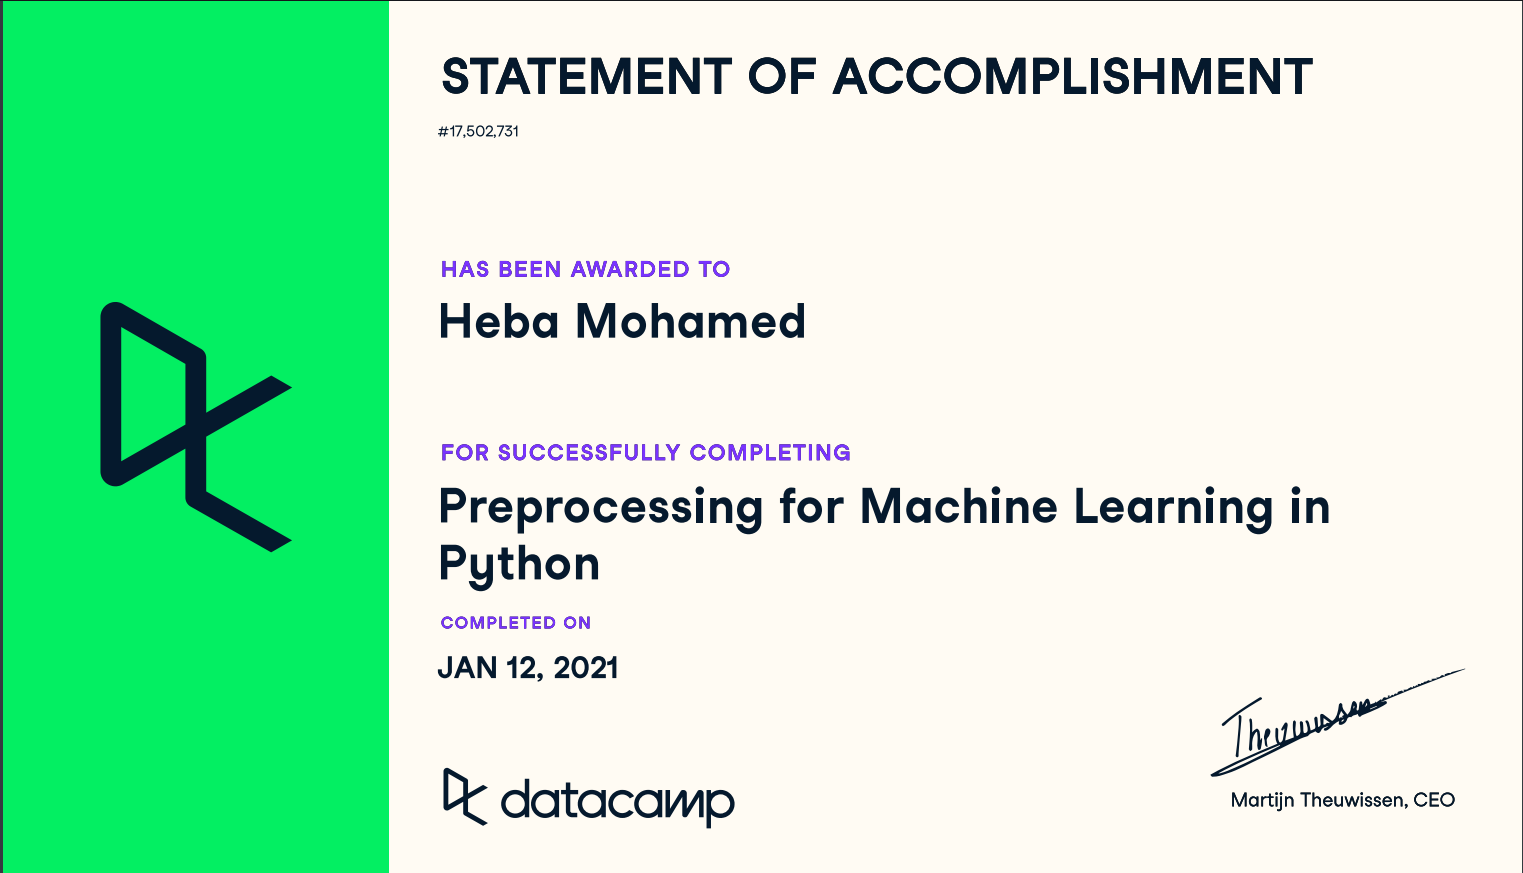 STATEMENT OF ACCOMPLISHMENT
#17,502,731
HAS BEEN AWARDED TO
Heba Mohamed
FOR SUCCESSFULLY COMPLETING
Preprocessing for Machine Learning in
Python
COMPLETED ON
JAN 12, 2021
Theuwissen
datacamp
Martijn Theuwissen, CEO